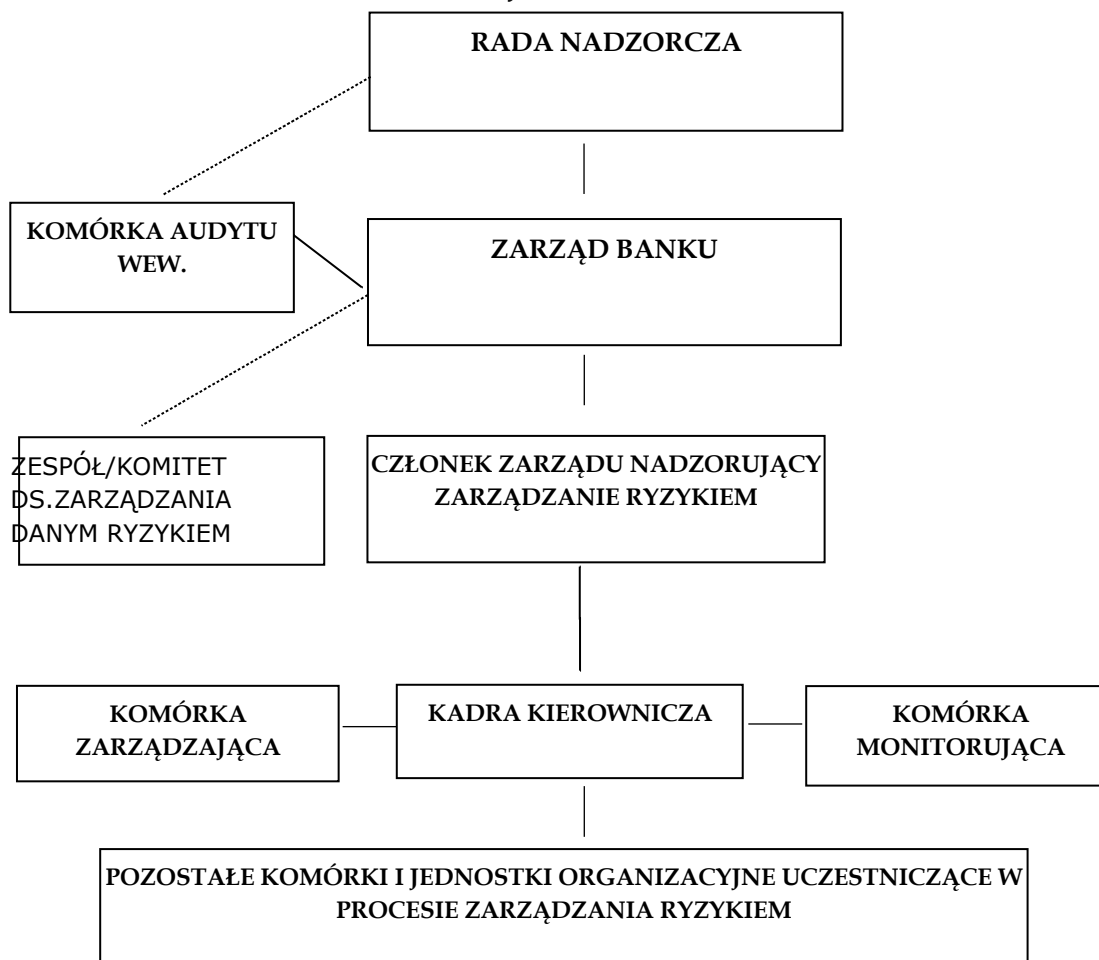 RADA NADZORCZA
KOMÓRKA AUDYTU
WEW.
ZARZĄD BANKU
ZESPÓŁ/KOMITET
DS.ZARZĄDZANIA
DANYM RYZYKIEM
CZŁONEK ZARZĄDU NADZORUJĄCY
ZARZĄDZANIE RYZYKIEM
KOMÓRKA
ZARZĄDZAJĄCA
KADRA KIEROWNICZA
KOMÓRKA
MONITORUJĄCA
POZOSTAŁE KOMÓRKI I JEDNOSTKI ORGANIZACYJNE UCZESTNICZĄCE W
PROCESIE ZARZĄDZANIA RYZYKIEM